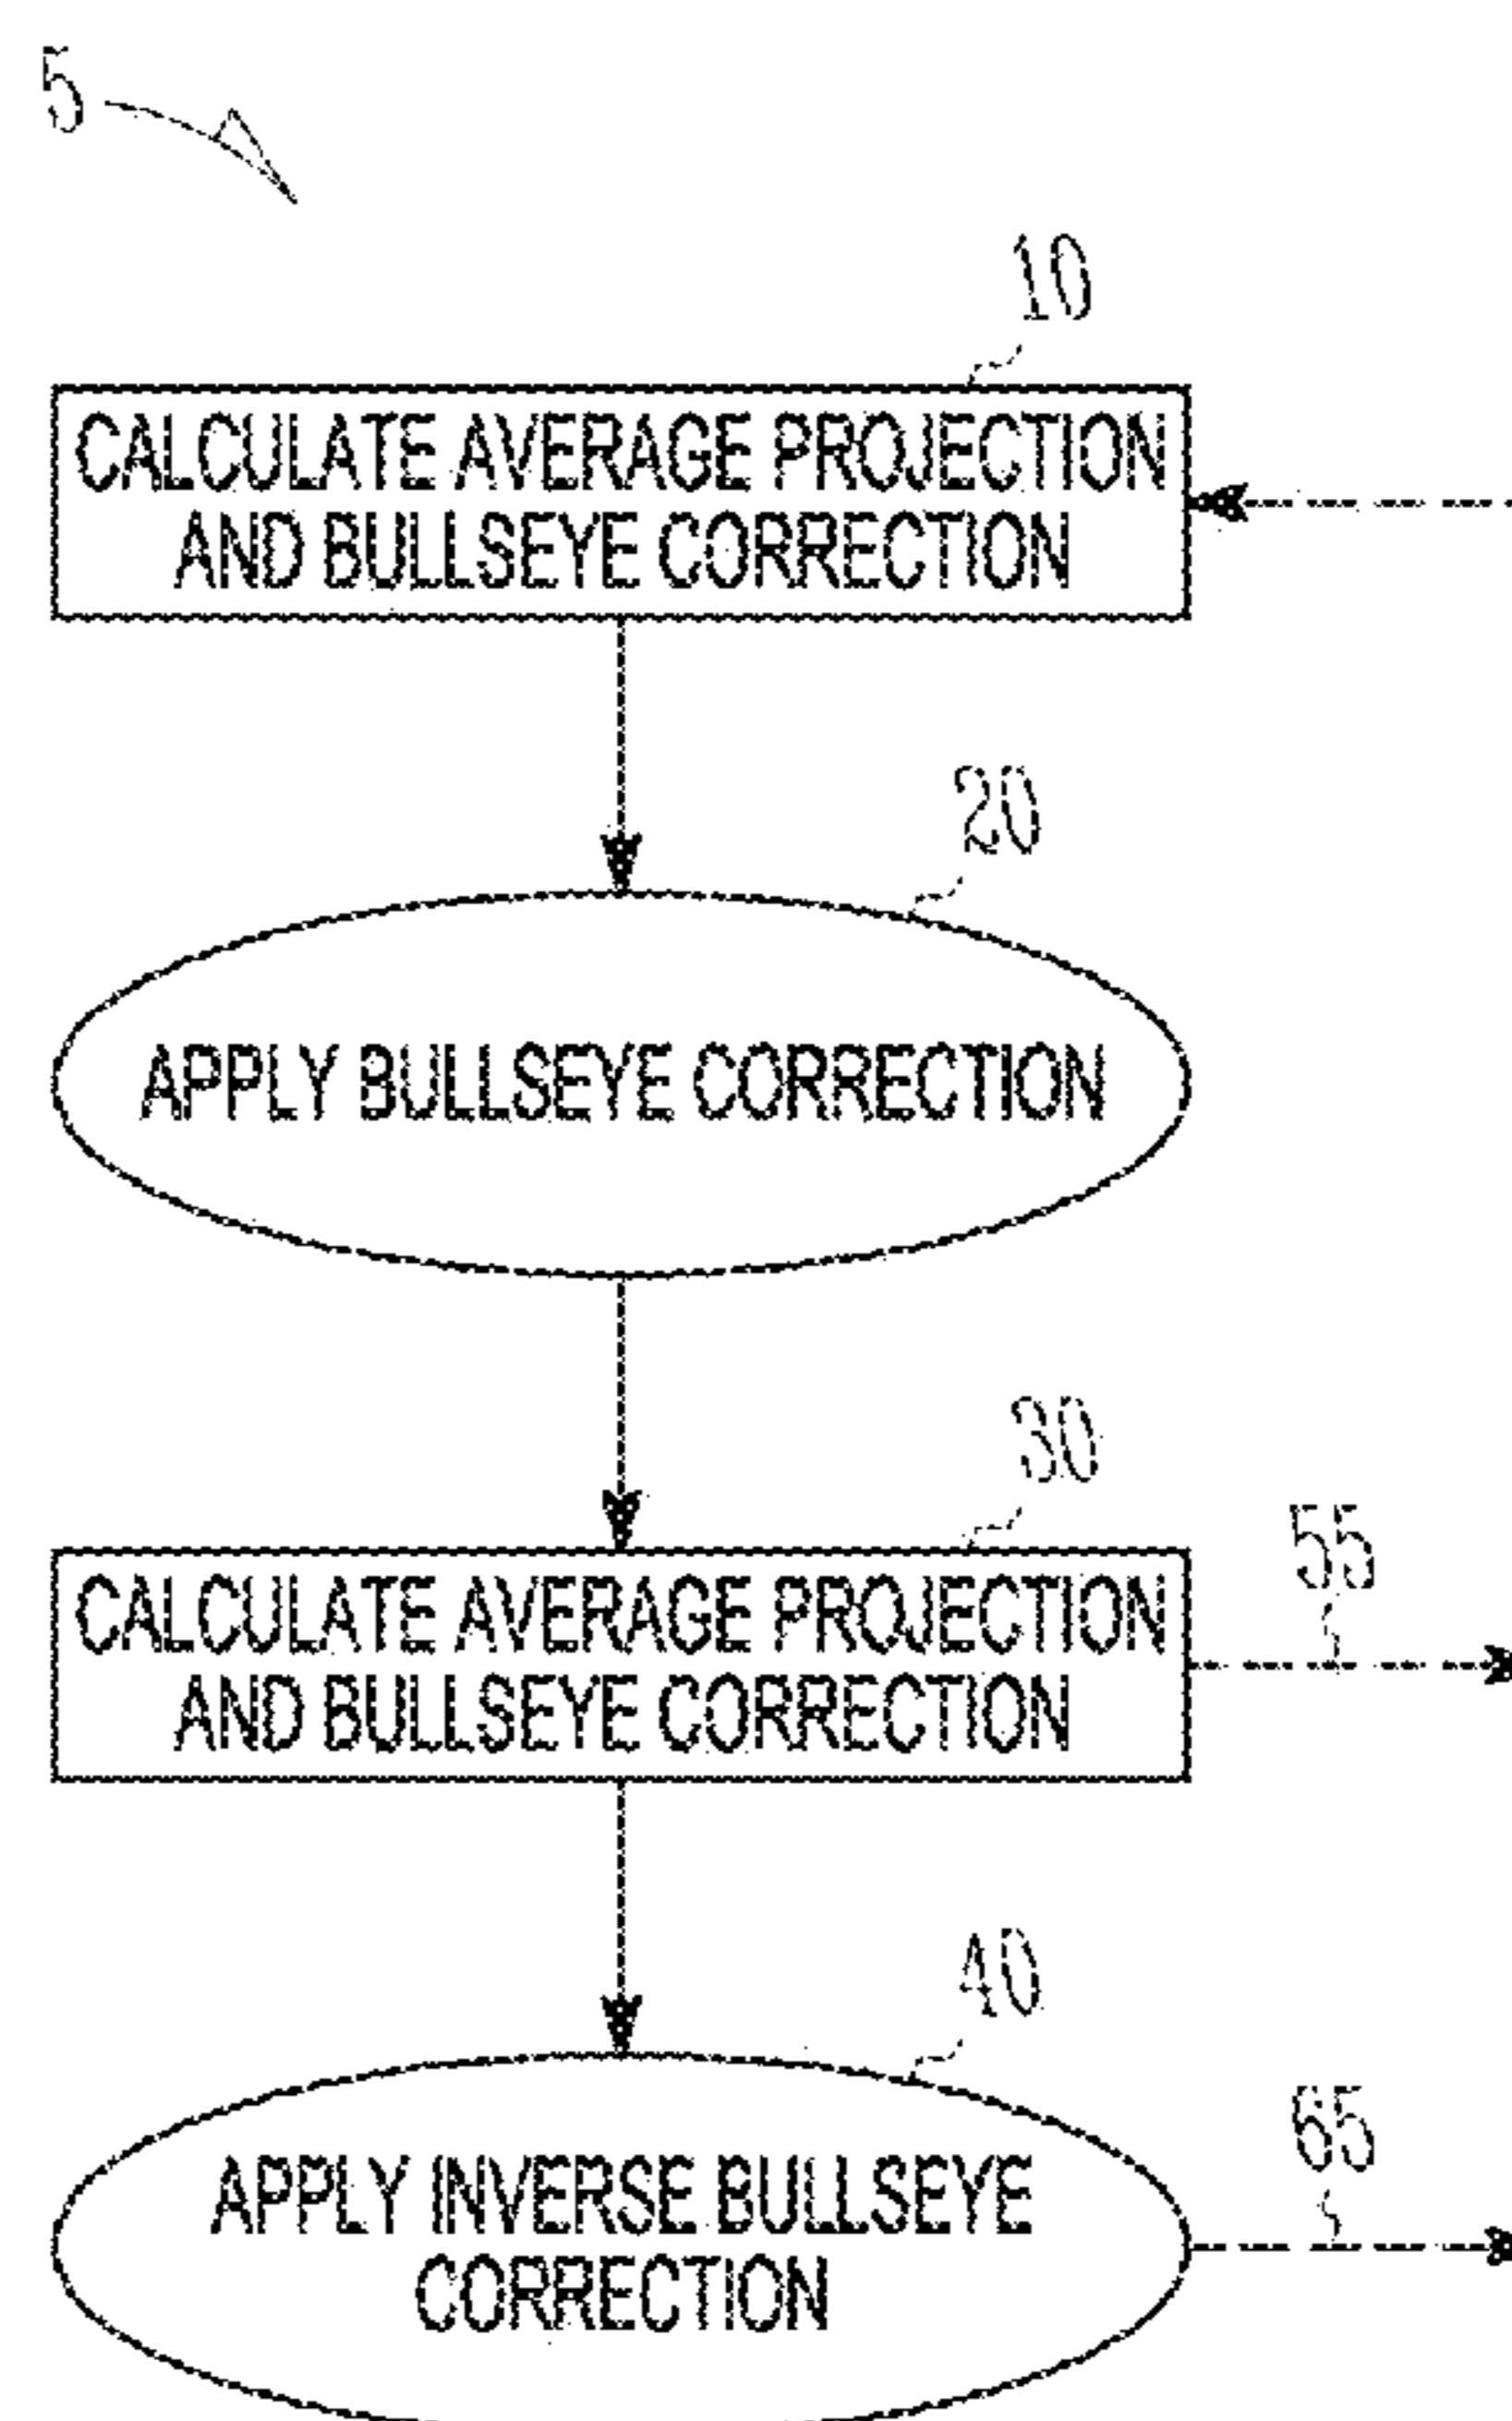 5
10
CALCULATE AVERAGE PROJECTION
AND BULLSEYE CORRECTION
20
APPLY BULLSEYE CORRECTION
30
CALCULATE AVERAGE PROJECTION
AND BULLSEYE CORRECTION
55
40
APPLY INVERSE BULLSEYE
CORRECTION
65